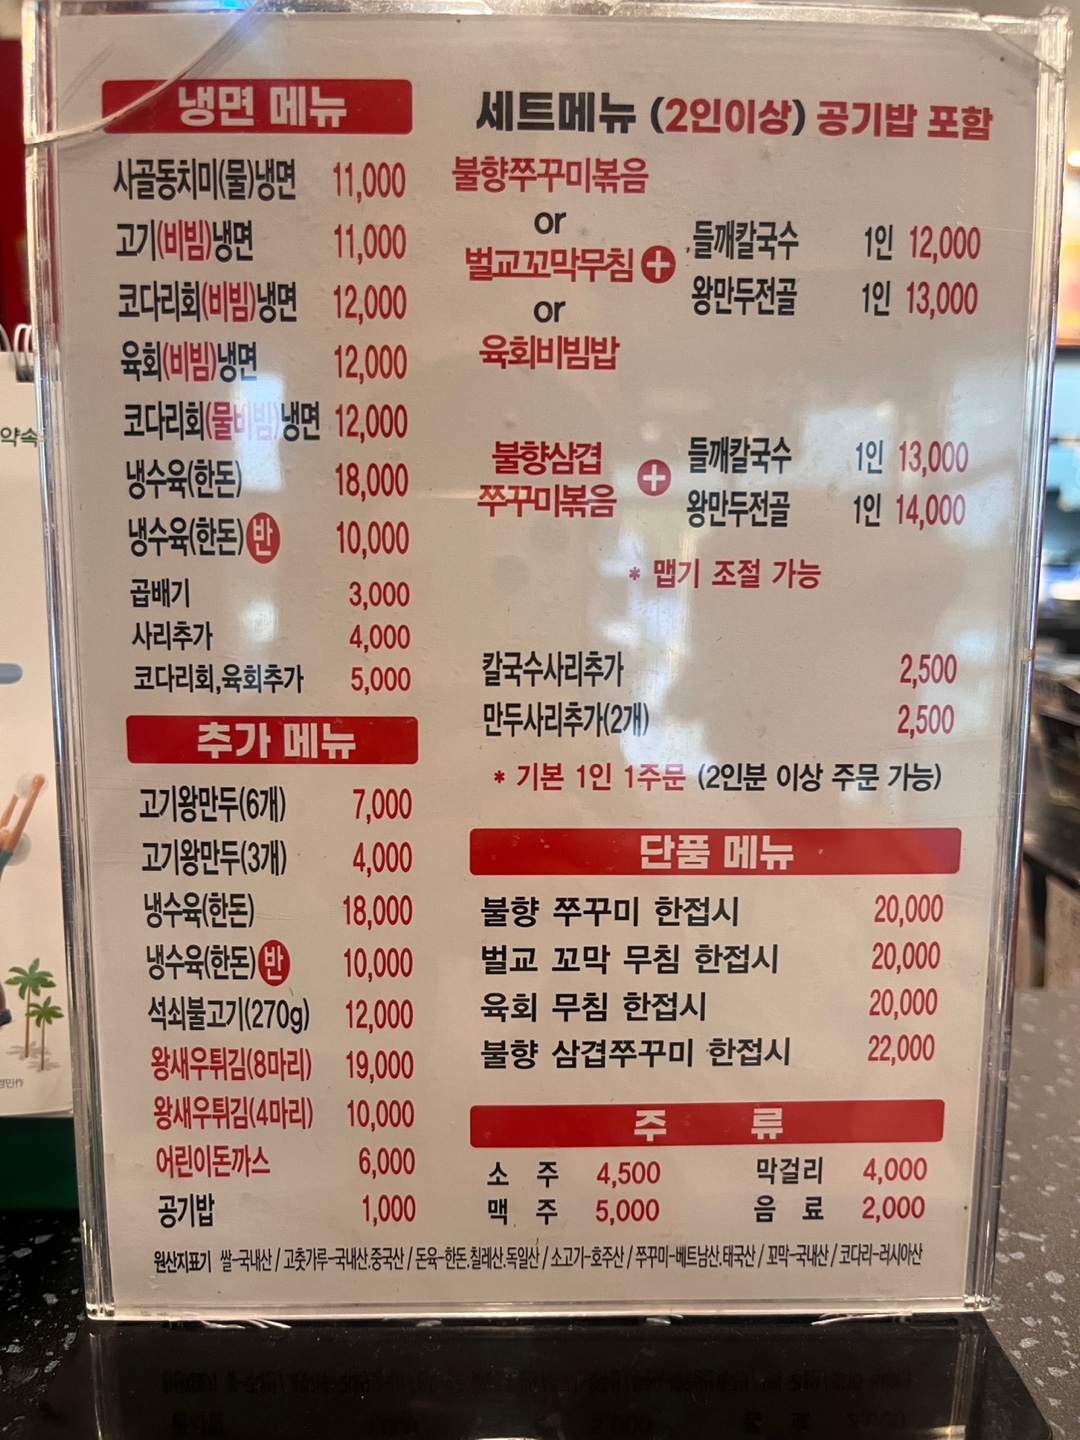 냉면 메뉴
사골동치미(물)냉면 11,000
고기(비빔)냉면 11,000
코다리회(비빔)냉면 12,000
육회(비빔)냉면 12,000
코다리회(물비빔)냉면 12,000
냉수육(한돈) 18,000
냉수육(한돈) 반 10,000
곱배기 3,000
사리추가 4,000
코다리회,육회추가 5,000
추가 메뉴
고기왕만두(6개) 7,000
고기왕만두(3개) 4,000
냉수육(한돈) 18,000
냉수육(한돈) 반 10,000
석쇠불고기(270g) 12,000
왕새우튀김(8마리) 19,000
왕새우튀김(4마리) 10,000
어린이돈까스 6,000
공기밥 1,000
세트메뉴 (2인이상) 공기밥 포함
불향쭈꾸미볶음
or
벌교꼬막무침 +
or
육회비빔밥
들깨칼국수 1인 12,000
왕만두전골 1인 13,000
불향삼겹
쭈꾸미볶음 +
들깨칼국수 1인 13,000
왕만두전골 1인 14,000
* 맵기 조절 가능
칼국수사리추가 2,500
만두사리추가(2개) 2,500
* 기본 1인 1주문 (2인분 이상 주문 가능)
단품 메뉴
불향 쭈꾸미 한접시 20,000
벌교 꼬막 무침 한접시 20,000
육회 무침 한접시 20,000
불향 삼겹쭈꾸미 한접시 22,000
주 류
소 주 4,500 막걸리 4,000
맥 주 5,000 음 료 2,000
원산지표기 쌀-국내산 / 고춧가루-국내산.중국산 / 돈육-한돈.칠레산.독일산 / 소고기-호주산 / 쭈꾸미-베트남산.태국산 / 꼬막-국내산 / 코다리-러시아산
약속